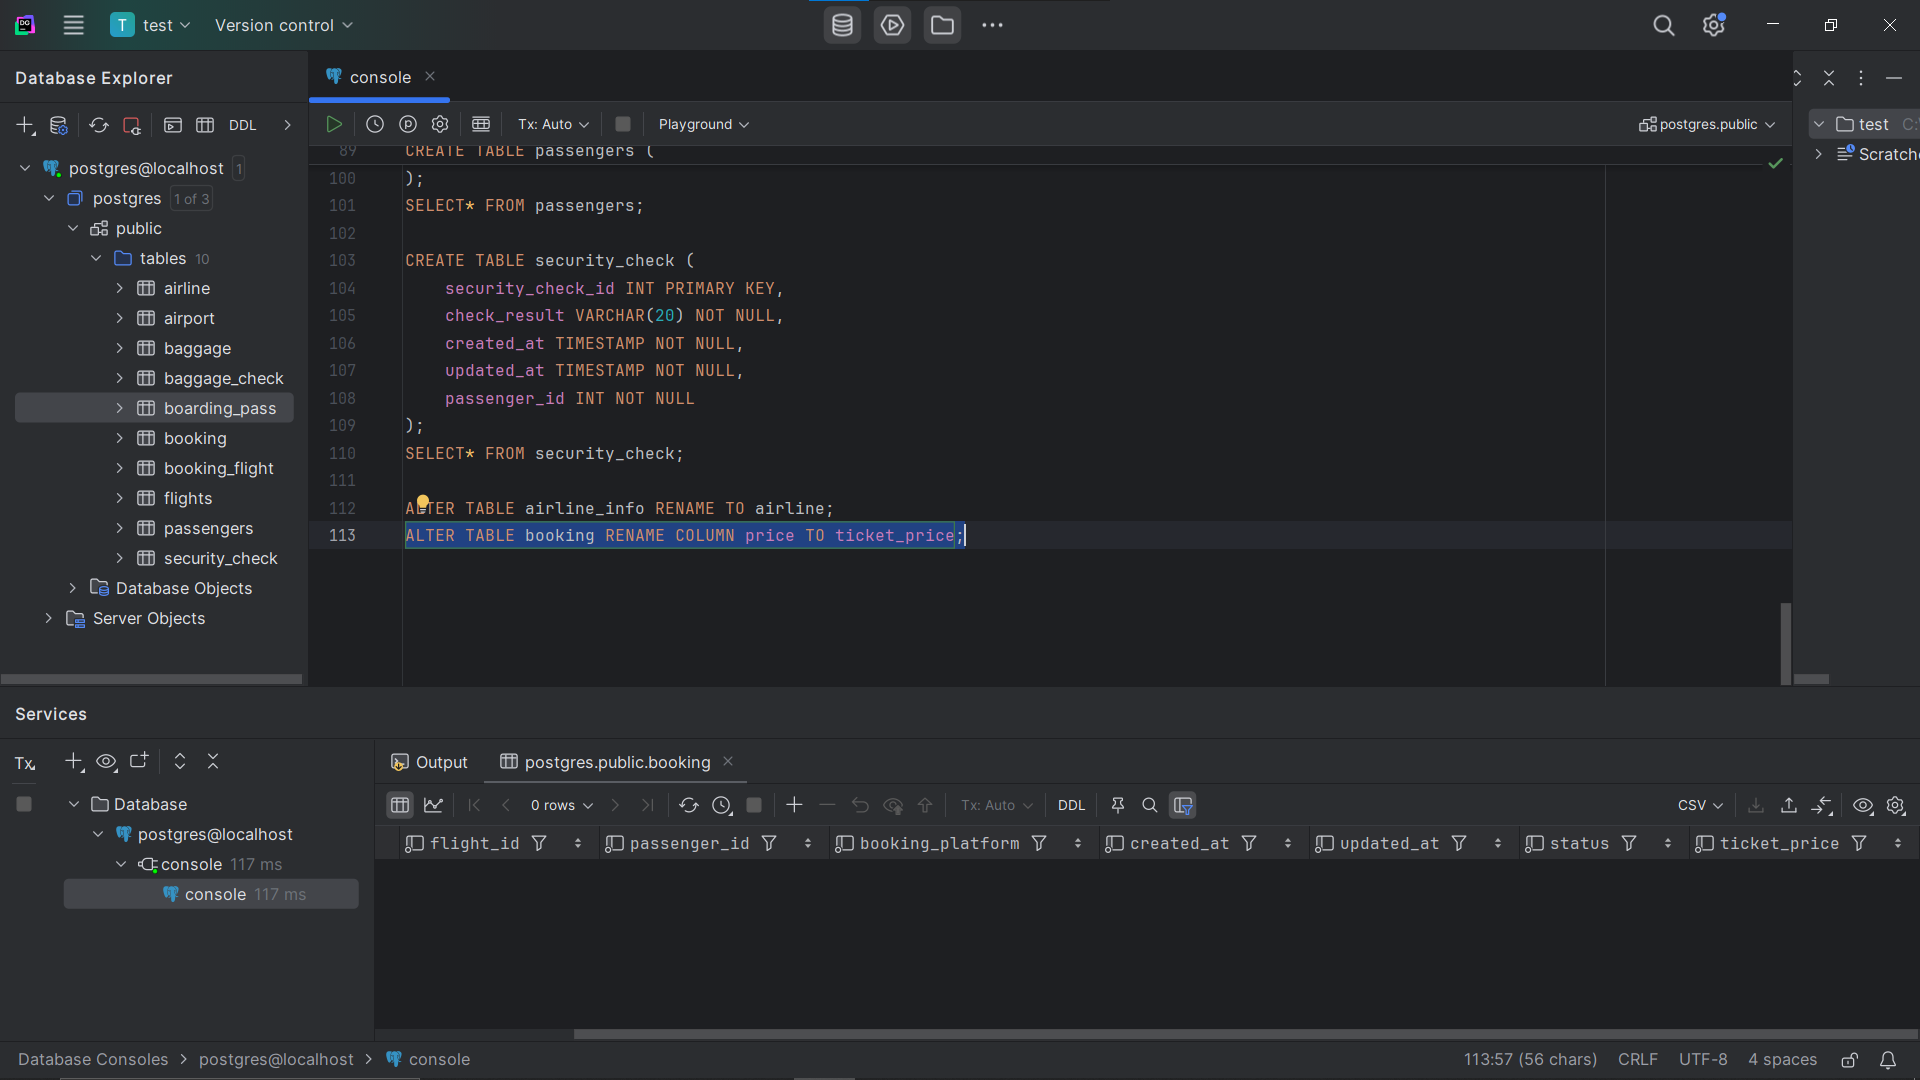 T test Version control
Database Explorer
DDL
postgres@localhost 1
postgres 1 of 3
public
tables 10
airline
airport
baggage
baggage_check
boarding_pass
booking
booking_flight
flights
passengers
security_check
Database Objects
Server Objects
console
Tx: Auto Playground postgres.public
89 CREATE TABLE passengers (
100 );
101 SELECT* FROM passengers;
102
103 CREATE TABLE security_check (
104 security_check_id INT PRIMARY KEY,
105 check_result VARCHAR(20) NOT NULL,
106 created_at TIMESTAMP NOT NULL,
107 updated_at TIMESTAMP NOT NULL,
108 passenger_id INT NOT NULL
109 );
110 SELECT* FROM security_check;
111
112 ALTER TABLE airline_info RENAME TO airline;
113 ALTER TABLE booking RENAME COLUMN price TO ticket_price;
test C:\
Scratche
Services
Tx
Database
postgres@localhost
console 117 ms
console 117 ms
Output postgres.public.booking
0 rows Tx: Auto DDL CSV
flight_id passenger_id booking_platform created_at updated_at status ticket_price
Database Consoles > postgres@localhost > console 113:57 (56 chars) CRLF UTF-8 4 spaces